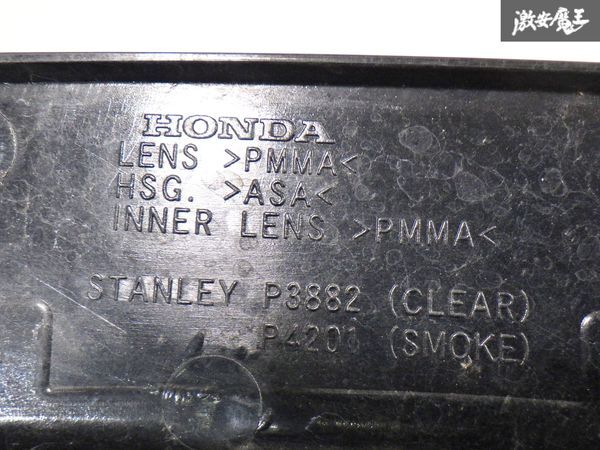 激安魔王
HONDA
LENS >PMMA<
HSG. >ASA<
INNER LENS >PMMA<
STANLEY P3882 (CLEAR)
P4201 (SMOKE)